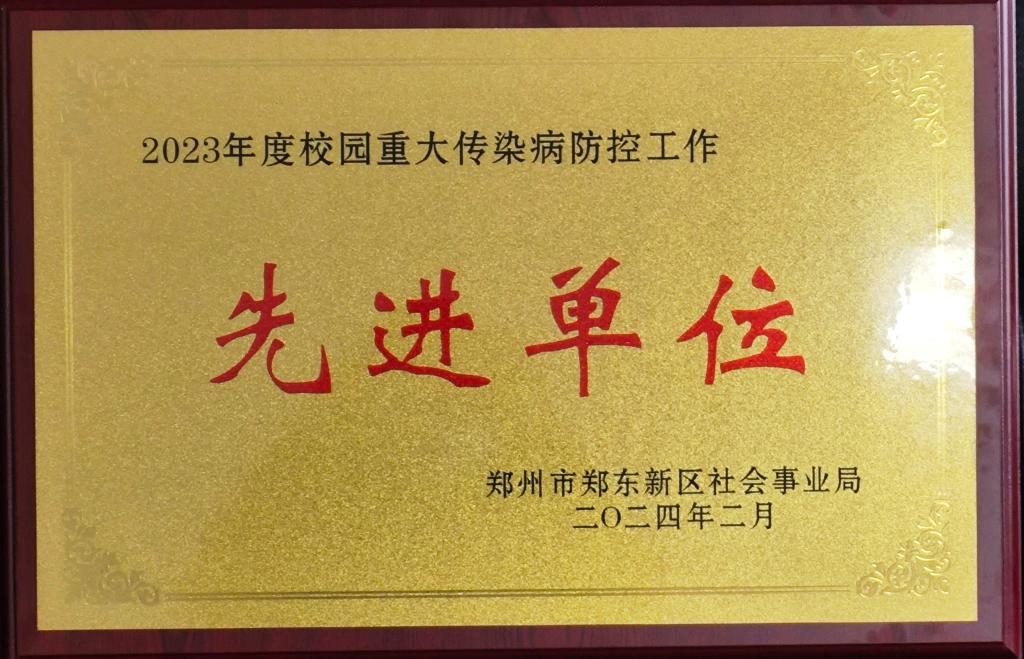 2023年度校园重大传染病防控工作
先进单位
郑州市郑东新区社会事业局
二〇二四年二月